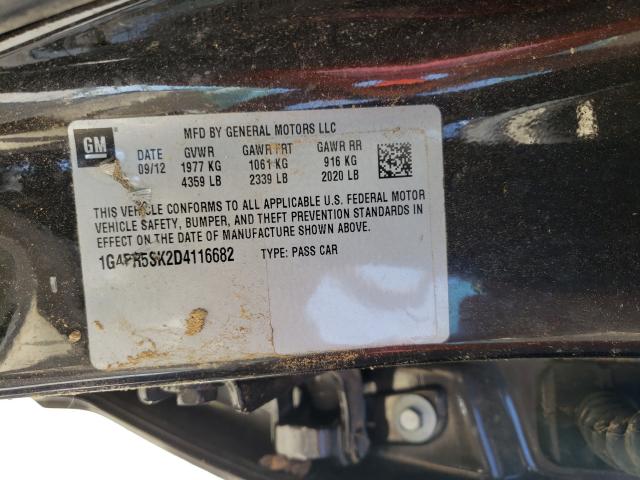 GM
MFD BY GENERAL MOTORS LLC
DATE GVWR GAWR FRT GAWR RR
09/12 1977 KG 1061 KG 916 KG
4359 LB 2339 LB 2020 LB
THIS VEHICLE CONFORMS TO ALL APPLICABLE U.S. FEDERAL MOTOR
VEHICLE SAFETY, BUMPER, AND THEFT PREVENTION STANDARDS IN
EFFECT ON THE DATE OF MANUFACTURE SHOWN ABOVE.
1G4PR5SK2D4116682 TYPE: PASS CAR